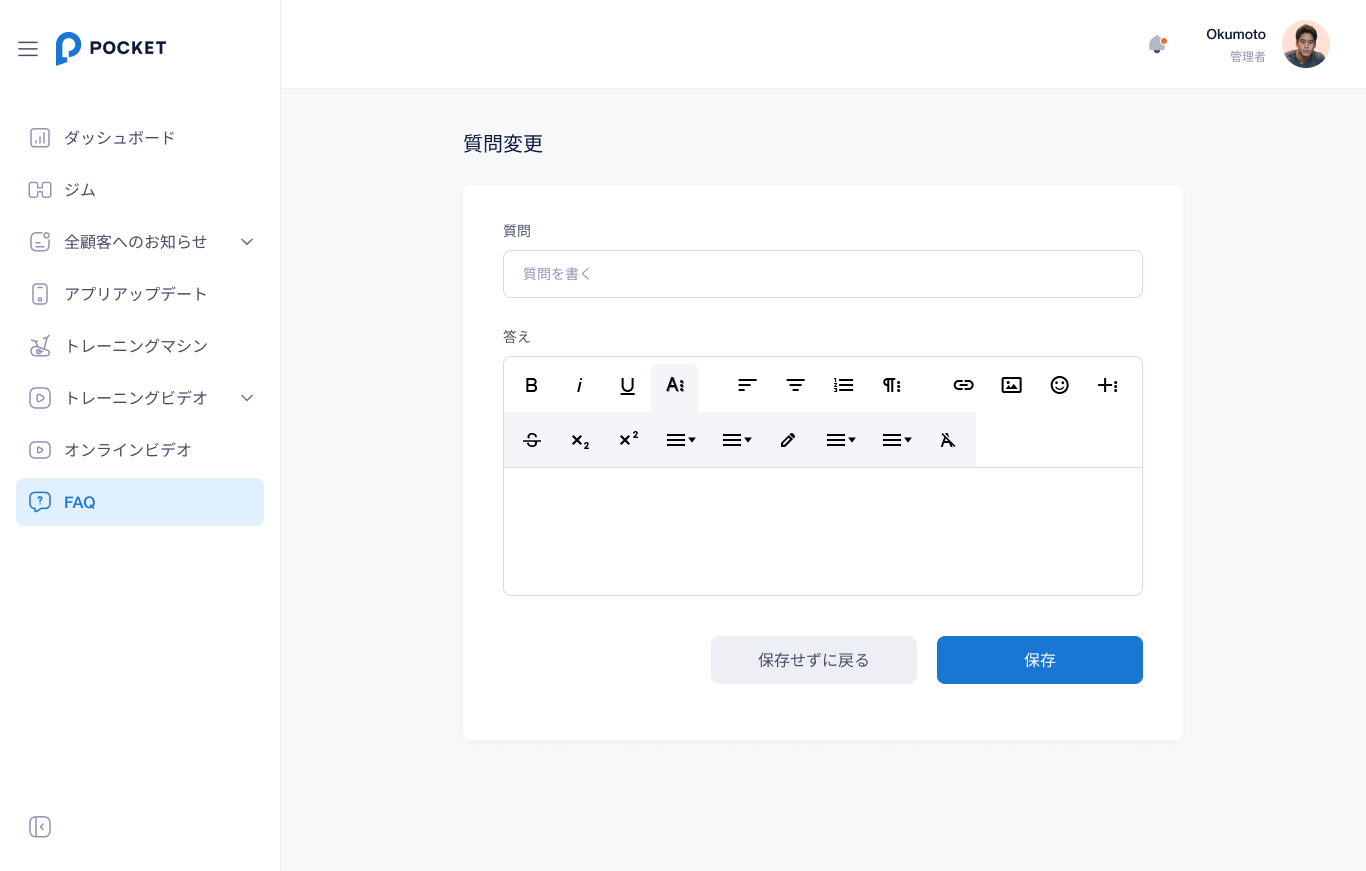 POCKET
Okumoto
管理者
ダッシュボード
ジム
全顧客へのお知らせ
アプリアップデート
トレーニングマシン
トレーニングビデオ
オンラインビデオ
FAQ
質問変更
質問
質問を書く
答え
B i U A
S ×₂ ×² A
保存せずに戻る 保存